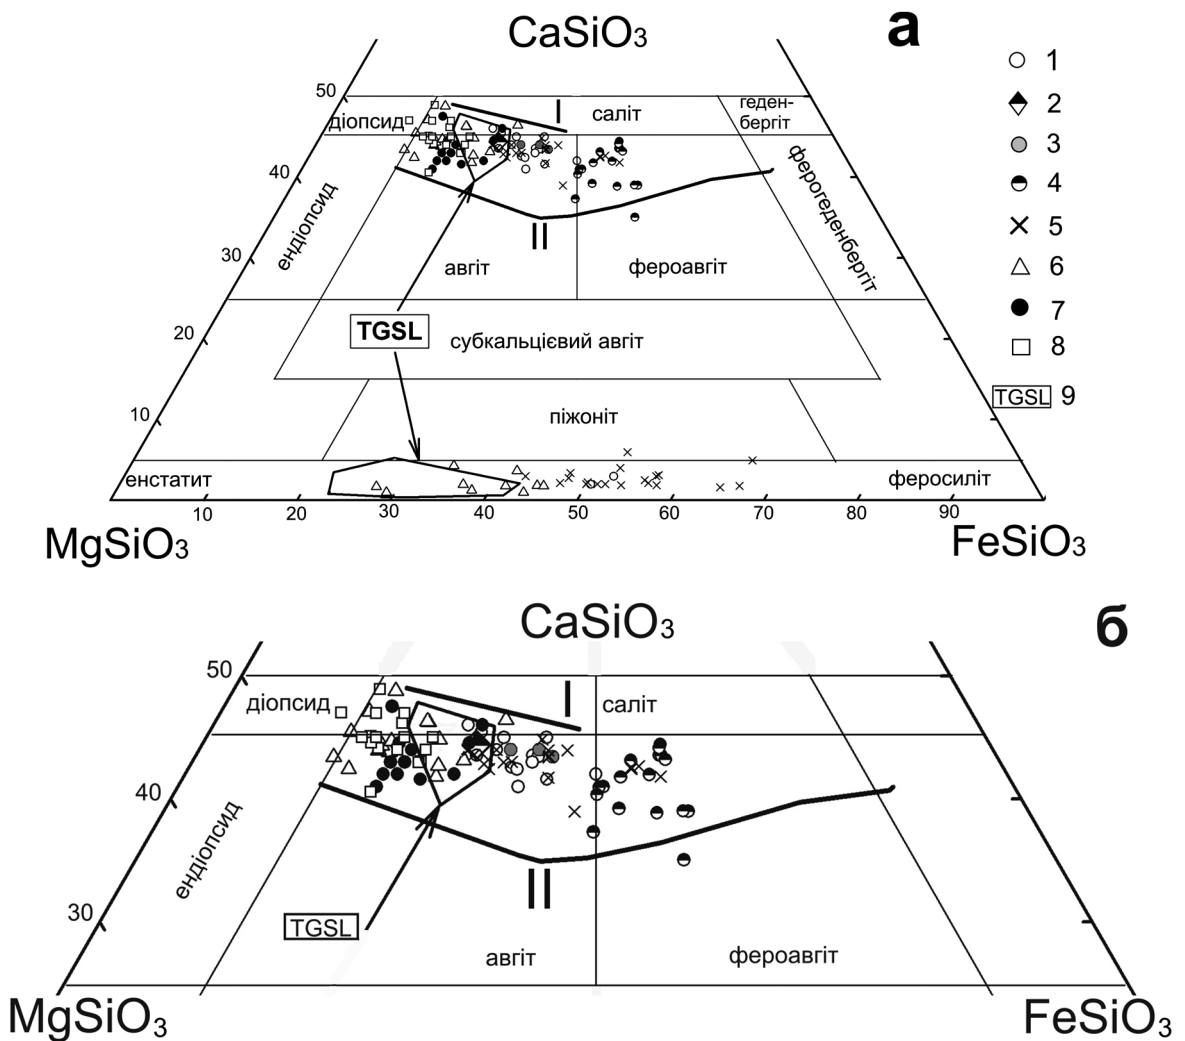 CaSiO3
а
50
діопсид
I
саліт
геден-
бергіт
40
ендіопсид
ферогеденбергіт
II
30
авгіт
фероавгіт
20
TGSL
субкальцієвий авгіт
10
піжоніт
енстатит
феросиліт
10
20
30
40
50
60
70
80
90
MgSiO3
FeSiO3
1
2
3
4
5
6
7
8
TGSL 9
CaSiO3
б
50
діопсид
I
саліт
40
ендіопсид
II
30
TGSL
авгіт
фероавгіт
MgSiO3
FeSiO3